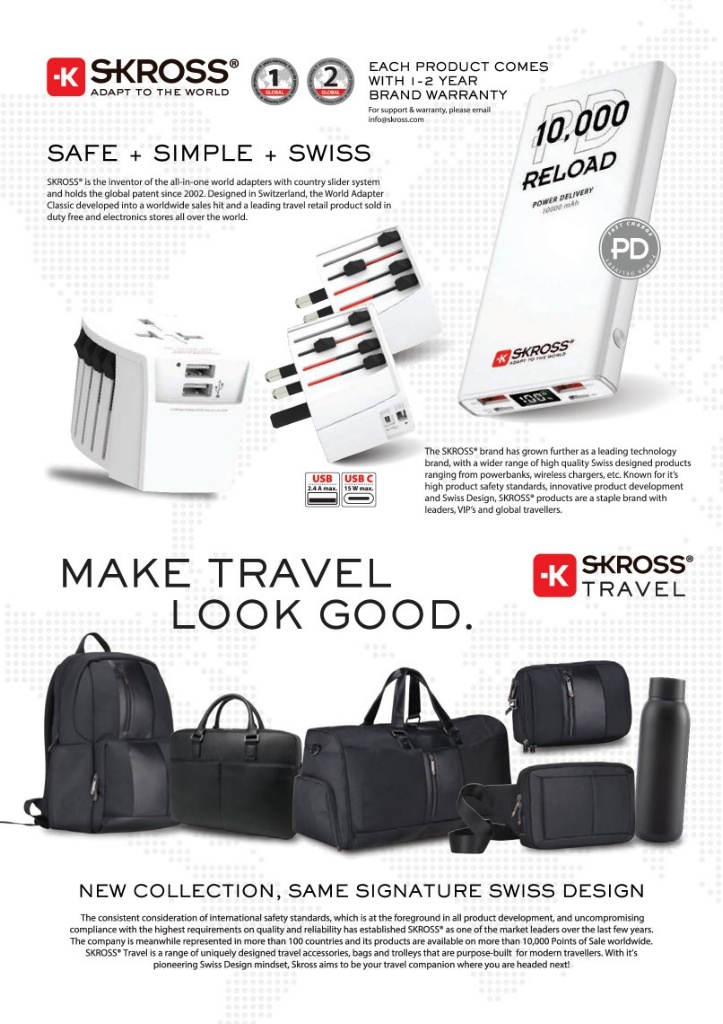 SKROSS®
ADAPT TO THE WORLD
1
GLOBAL
2
GLOBAL
EACH PRODUCT COMES
WITH 1-2 YEAR
BRAND WARRANTY
For support & warranty, please email
info@skross.com
SAFE + SIMPLE + SWISS
SKROSS® is the inventor of the all-in-one world adapters with country slider system
and holds the global patent since 2002. Designed in Switzerland, the World Adapter
Classic developed into a worldwide sales hit and a leading travel retail product sold in
duty free and electronics stores all over the world.
PD
10,000
RELOAD
POWER DELIVERY
10000 mAh
FAST CHARGE
PD
POWER DELIVERY
SKROSS®
ADAPT TO THE WORLD
100%
USB
2.4 A max.
USB C
15 W max.
The SKROSS® brand has grown further as a leading technology
brand, with a wider range of high quality Swiss designed products
ranging from powerbanks, wireless chargers, etc. Known for it's
high product safety standards, innovative product development
and Swiss Design, SKROSS® products are a staple brand with
leaders, VIP's and global travellers.
MAKE TRAVEL
LOOK GOOD.
SKROSS®
TRAVEL
NEW COLLECTION, SAME SIGNATURE SWISS DESIGN
The consistent consideration of international safety standards, which is at the foreground in all product development, and uncompromising
compliance with the highest requirements on quality and reliability has established SKROSS® as one of the market leaders over the last few years.
The company is meanwhile represented in more than 100 countries and its products are available on more than 10,000 Points of Sale worldwide.
SKROSS® Travel is a range of uniquely designed travel accessories, bags and trolleys that are purpose-built for modern travellers. With it's
pioneering Swiss Design mindset, Skross aims to be your travel companion where you are headed next!